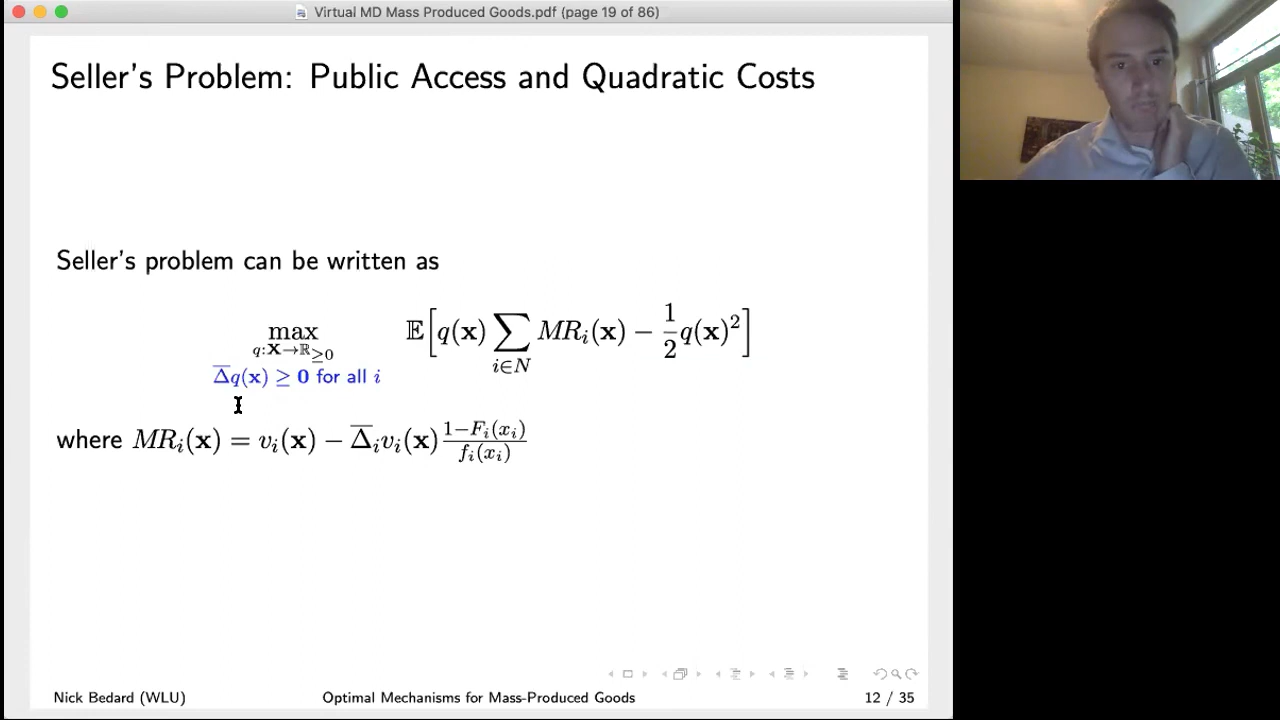 Virtual MD Mass Produced Goods.pdf (page 19 of 86)
Seller's Problem: Public Access and Quadratic Costs
Seller's problem can be written as
max 𝔼[q(𝐱) ∑ MRᵢ(𝐱) − 1/2 q(𝐱)²]
q:𝐗→ℝ≥0 i∈N
Δ̅q(𝐱) ≥ 𝟎 for all i
where MRᵢ(𝐱) = vᵢ(𝐱) − Δ̅ᵢvᵢ(𝐱) 1−Fᵢ(xᵢ)/fᵢ(xᵢ)
Nick Bedard (WLU) Optimal Mechanisms for Mass-Produced Goods 12 / 35